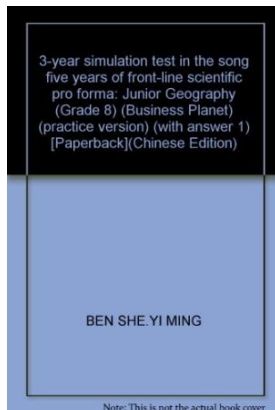 3-year simulation test in the song
five years of front-line scientific
pro forma: Junior Geography
(Grade 8) (Business Planet)
(practice version) (with answer 1)
[Paperback](Chinese Edition)
BEN SHE.YI MING
Note: This is not the actual book cover